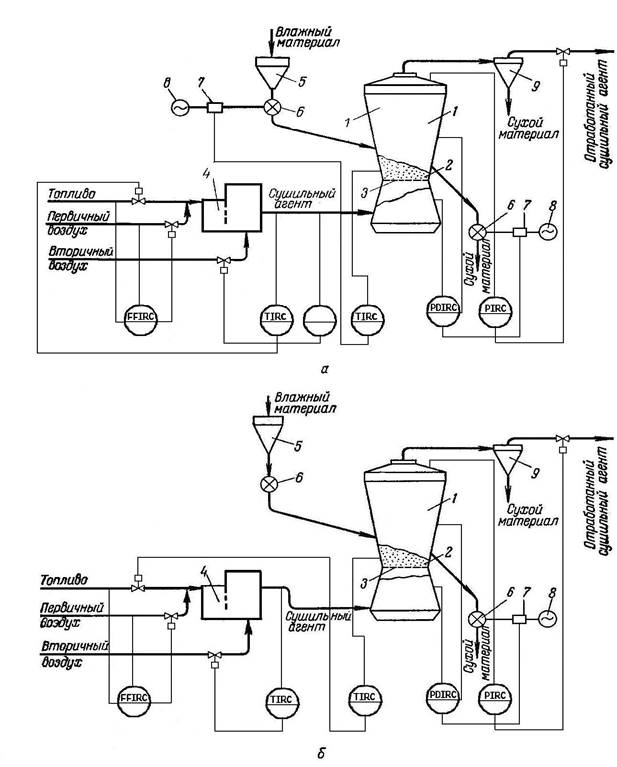 Влажный
материал
5
8
7
6
1
1
9
Сухой
материал
Отработанный
сушильный агент
4
Сушильный
агент
2
3
Топливо
Первичный
воздух
Вторичный
воздух
6
7
8
Сухой
материал
FFIRC
TIRC
TIRC
PDIRC
PIRC
а
Влажный
материал
5
6
1
9
Сухой
материал
Отработанный
сушильный агент
4
2
3
Топливо
Первичный
воздух
Вторичный
воздух
Сушильный
агент
6
7
8
Сухой
материал
FFIRC
TIRC
TIRC
PDIRC
PIRC
б